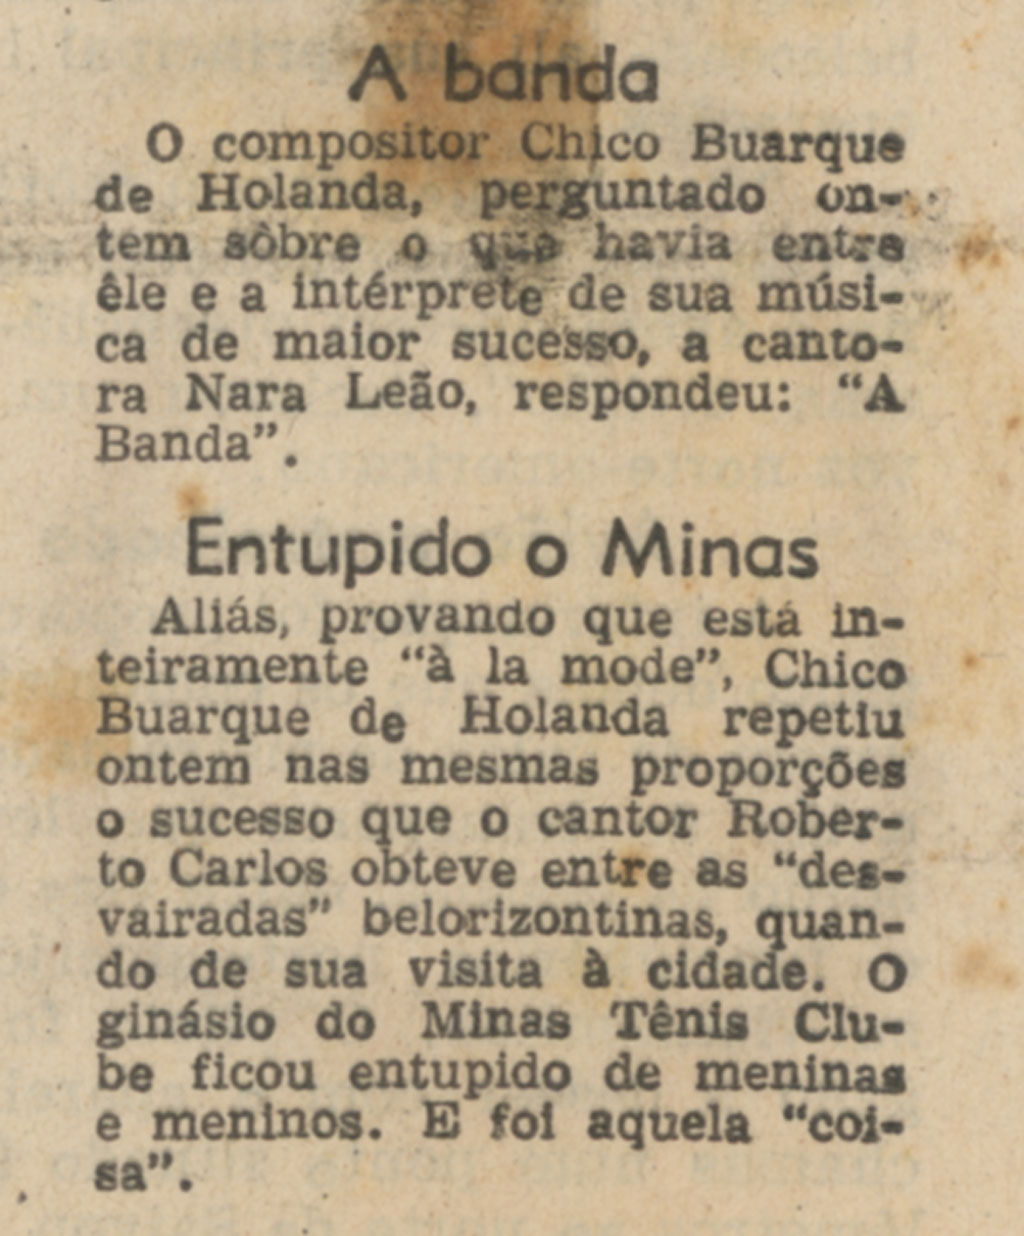 A banda
O compositor Chico Buarque
de Holanda, perguntado on-
tem sôbre o que havia entre
êle e a intérprete de sua músi-
ca de maior sucesso, a canto-
ra Nara Leão, respondeu: “A
Banda”.
Entupido o Minas
Aliás, provando que está in-
teiramente “à la mode”, Chico
Buarque de Holanda repetiu
ontem nas mesmas proporções
o sucesso que o cantor Rober-
to Carlos obteve entre as “des-
vairadas” belorizontinas, quan-
do de sua visita à cidade. O
ginásio do Minas Tênis Clu-
be ficou entupido de meninas
e meninos. E foi aquela “coi-
sa”.